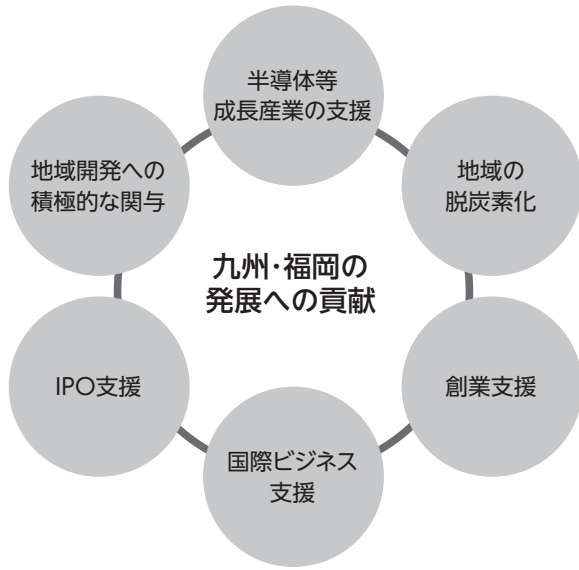 半導体等
成長産業の支援
地域の
脱炭素化
創業支援
国際ビジネス
支援
IPO支援
地域開発への
積極的な関与
九州・福岡の
発展への貢献